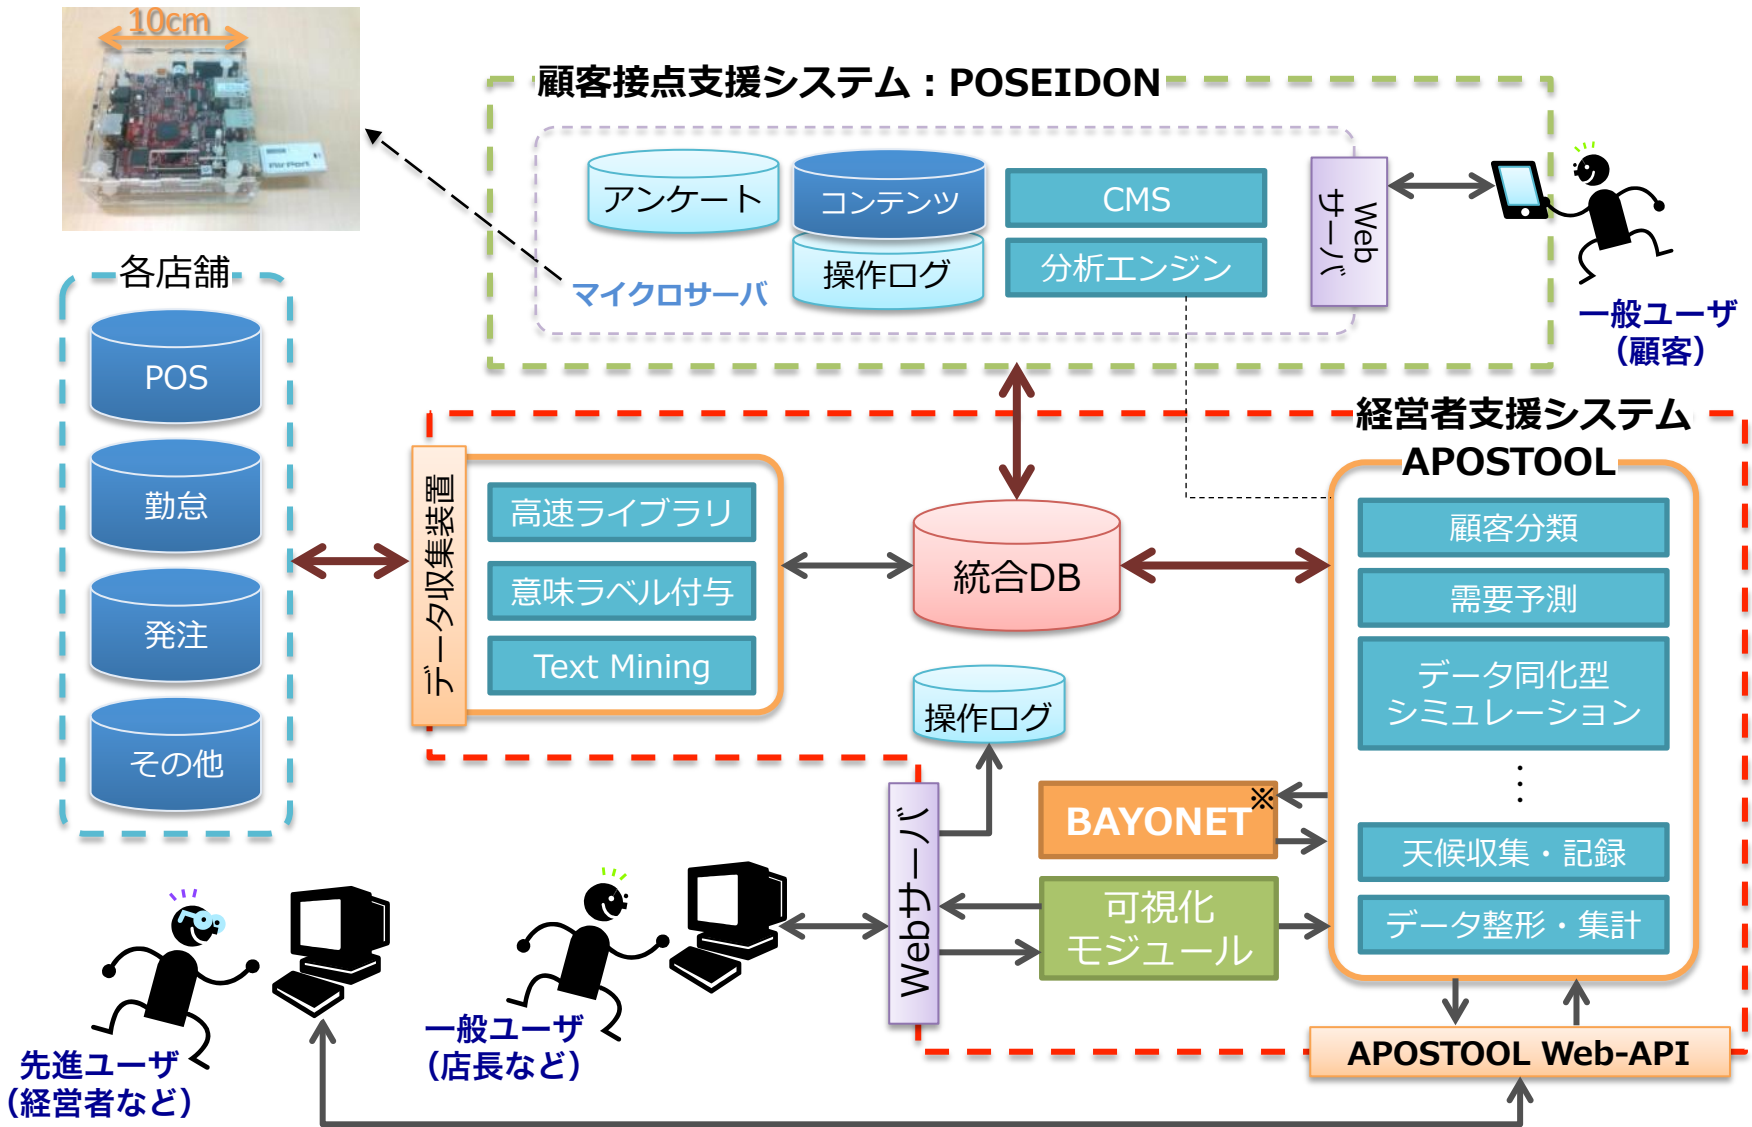 10cm
顧客接点支援システム：POSEIDON
アンケート
コンテンツ
操作ログ
マイクロサーバ
CMS
分析エンジン
Web
サーバ
一般ユーザ
（顧客）
各店舗
POS
勤怠
発注
その他
データ収集装置
高速ライブラリ
意味ラベル付与
Text Mining
統合DB
経営者支援システム
APOSTOOL
顧客分類
需要予測
データ同化型
シミュレーション
⋮
天候収集・記録
データ整形・集計
操作ログ
Webサーバ
BAYONET※
可視化
モジュール
APOSTOOL Web-API
先進ユーザ
（経営者など）
一般ユーザ
（店長など）